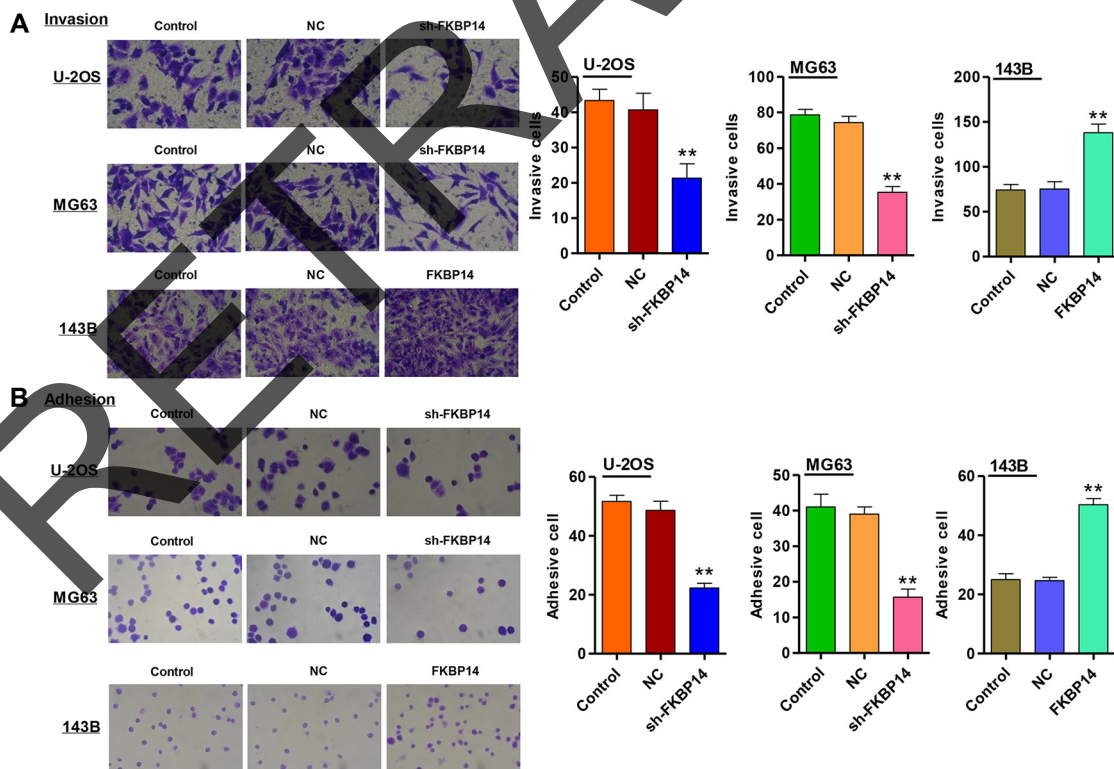 A Invasion
Control NC sh-FKBP14
U-2OS
Control NC sh-FKBP14
MG63
Control NC FKBP14
143B
U-2OS
Invasive cells
50
40
30
20
10
0
Control NC sh-FKBP14
**
MG63
Invasive cells
100
80
60
40
20
0
Control NC sh-FKBP14
**
143B
Invasive cells
200
150
100
50
0
Control NC FKBP14
**
B Adhesion
Control NC sh-FKBP14
U-2OS
Control NC sh-FKBP14
MG63
Control NC FKBP14
143B
U-2OS
Adhesive cell
60
40
20
0
Control NC sh-FKBP14
**
MG63
Adhesive cell
50
40
30
20
10
0
Control NC sh-FKBP14
**
143B
Adhesive cell
60
40
20
0
Control NC FKBP14
**
RETRA